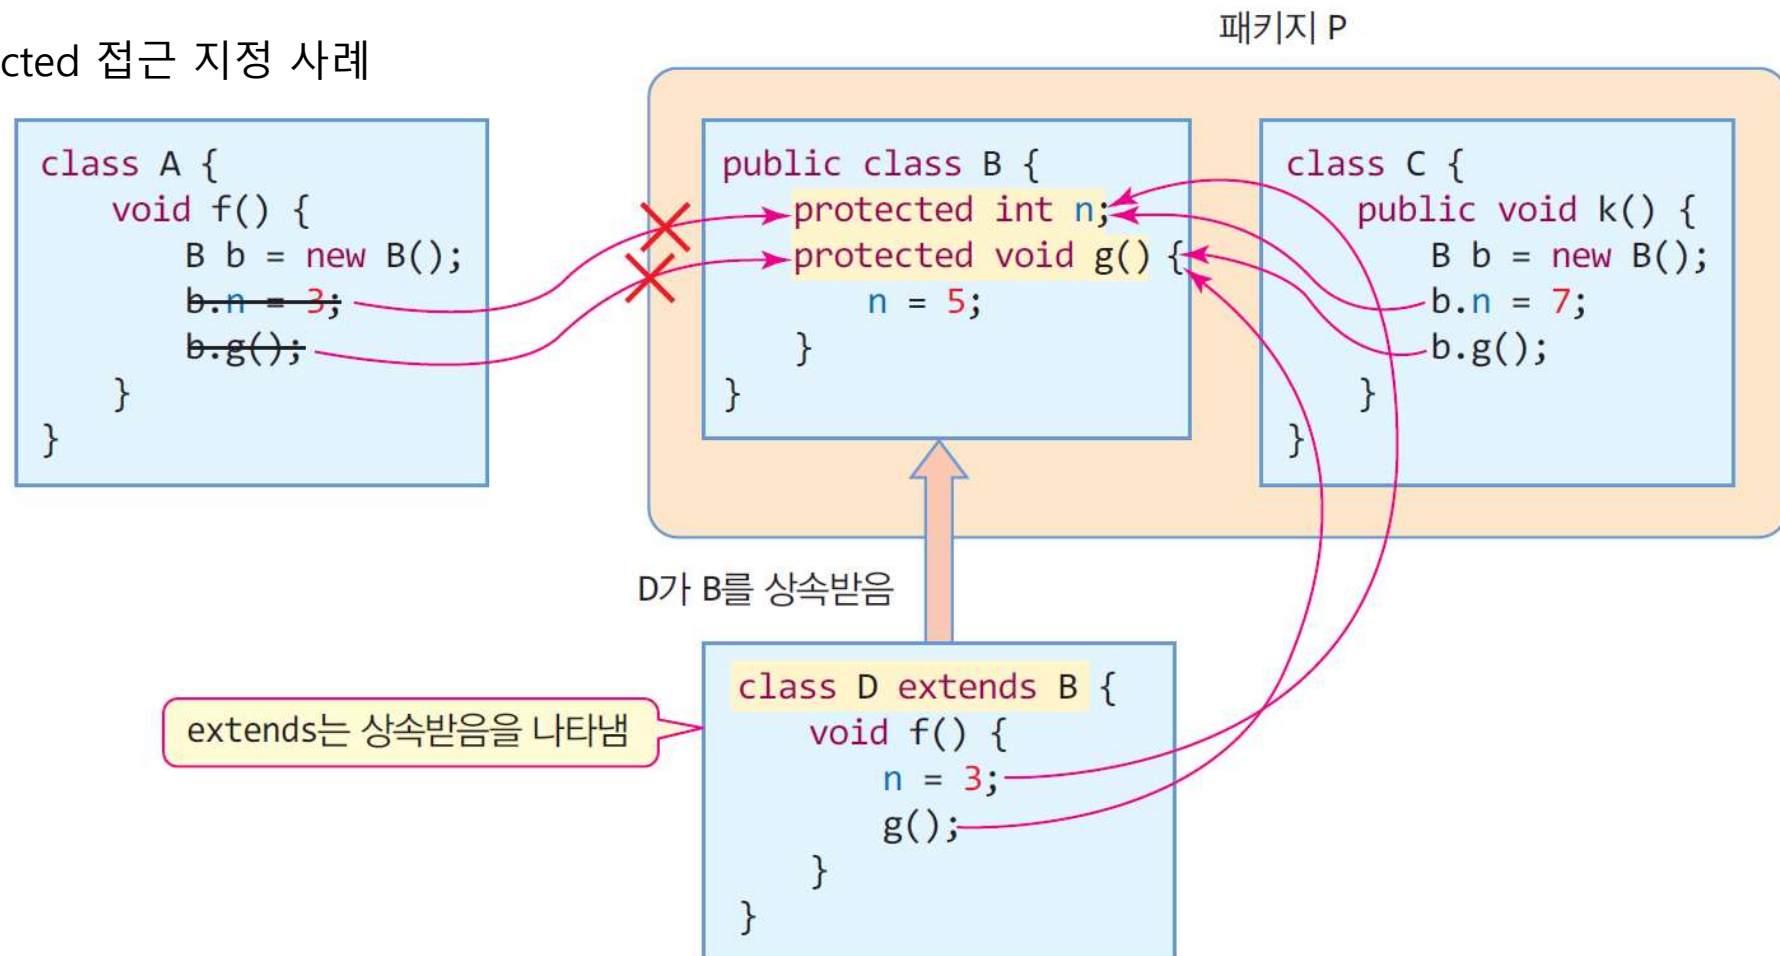 패키지 P
cted 접근 지정 사례
class A {
void f() {
B b = new B();
b.n = 3;
b.g();
}
}
public class B {
protected int n;
protected void g() {
n = 5;
}
}
class C {
public void k() {
B b = new B();
b.n = 7;
b.g();
}
}
D가 B를 상속받음
extends는 상속받음을 나타냄
class D extends B {
void f() {
n = 3;
g();
}
}